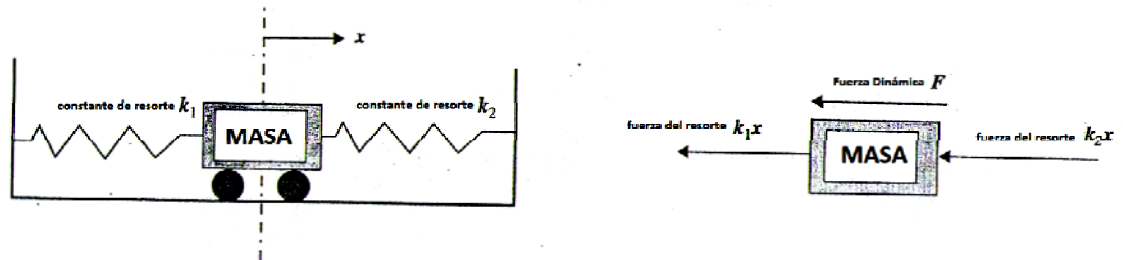 x
constante de resorte k₁
constante de resorte k₂
MASA
Fuerza Dinámica F
fuerza del resorte k₁x
fuerza del resorte k₂x
MASA